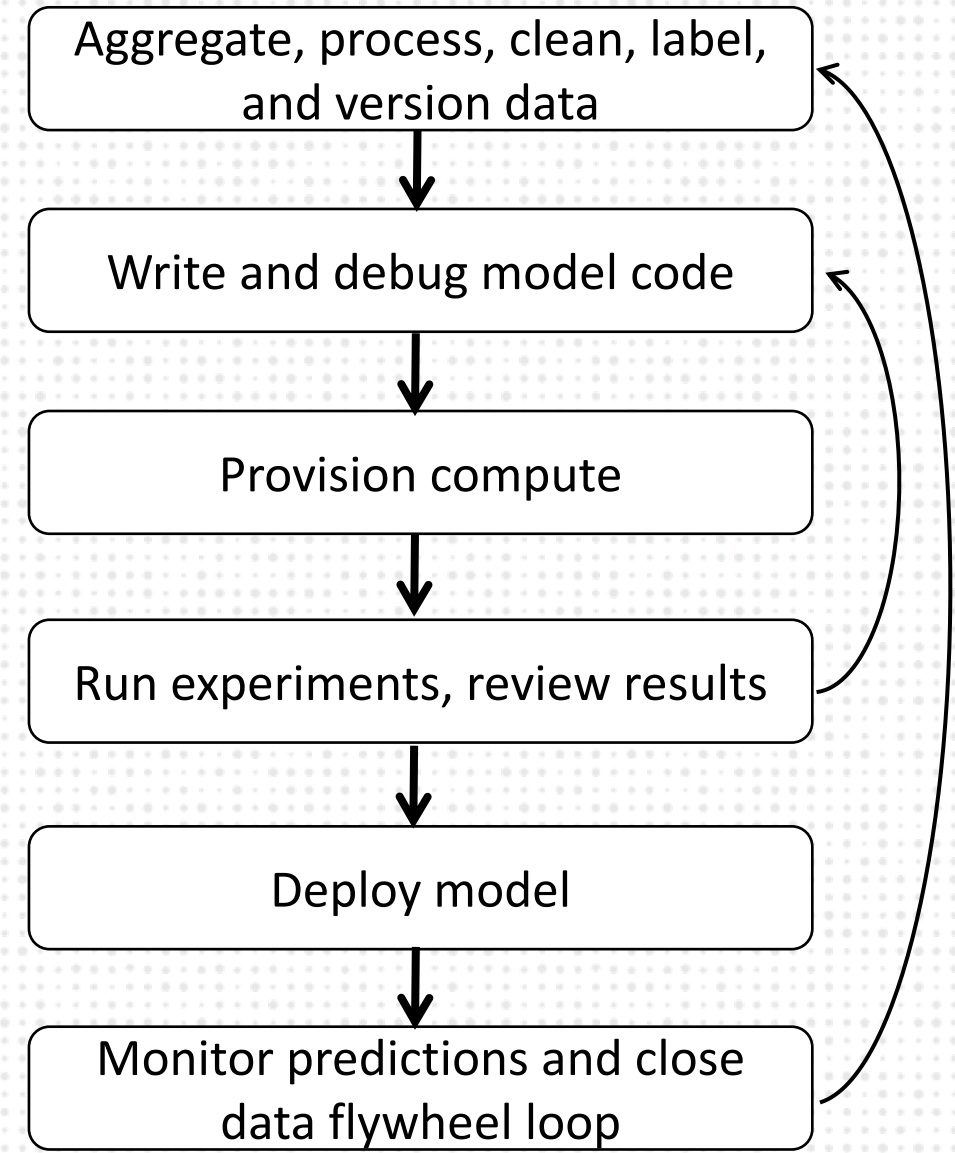 Aggregate, process, clean, label,
and version data
Write and debug model code
Provision compute
Run experiments, review results
Deploy model
Monitor predictions and close
data flywheel loop